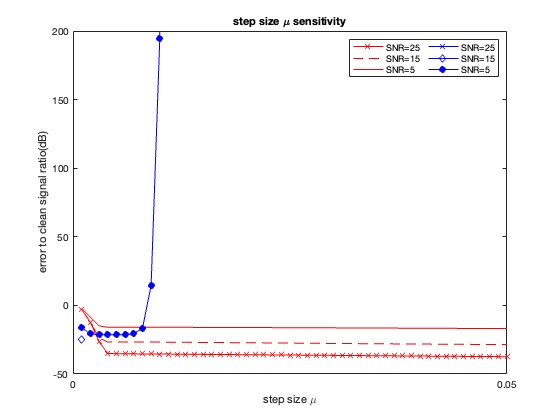 step size μ sensitivity
200
150
100
50
0
-50
error to clean signal ratio(dB)
SNR=25
SNR=15
SNR=5
SNR=25
SNR=15
SNR=5
0
0.05
step size μ